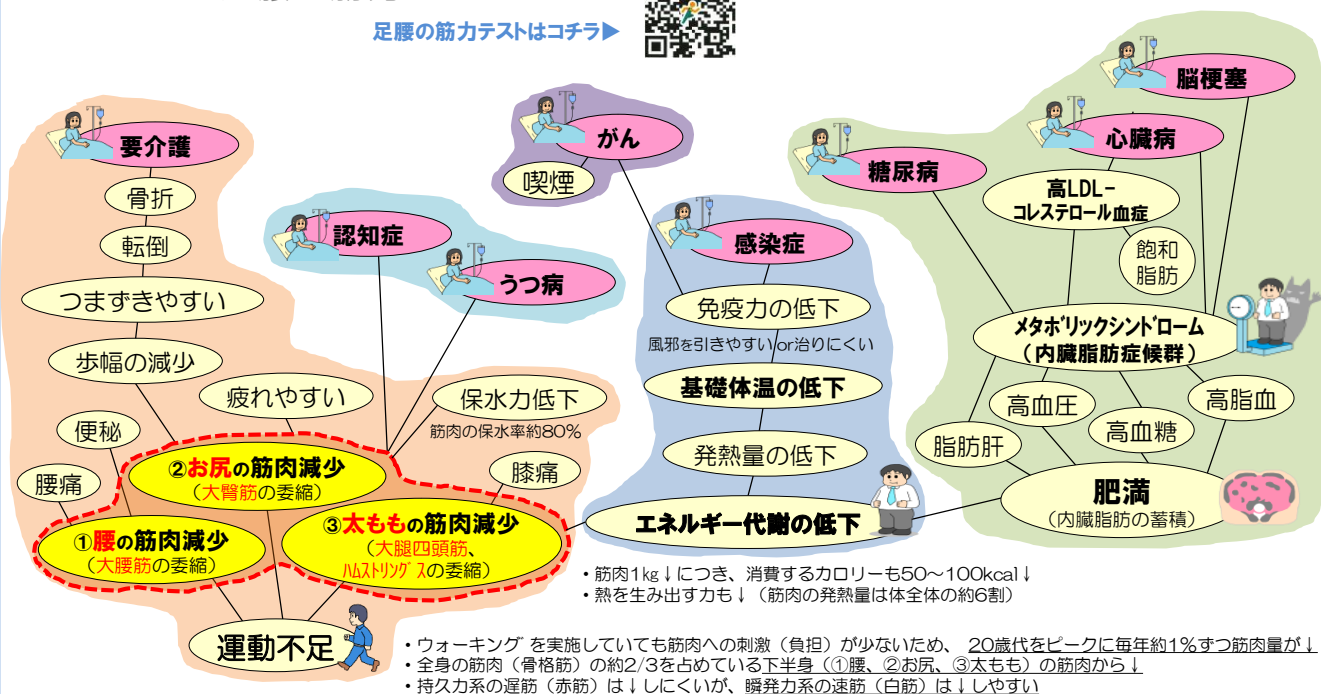 足腰の筋力テストはコチラ▶
脳梗塞
心臓病
糖尿病
高LDL-
コレステロール血症
飽和
脂肪
メタボリックシンドローム
（内臓脂肪症候群）
高血圧
高血糖
高脂血
脂肪肝
肥満
（内臓脂肪の蓄積）
がん
喫煙
感染症
免疫力の低下
風邪を引きやすいor治りにくい
基礎体温の低下
発熱量の低下
エネルギー代謝の低下
認知症
うつ病
要介護
骨折
転倒
つまずきやすい
歩幅の減少
疲れやすい
保水力低下
筋肉の保水率約80%
便秘
腰痛
膝痛
②お尻の筋肉減少
（大臀筋の委縮）
①腰の筋肉減少
（大腰筋の委縮）
③太ももの筋肉減少
（大腿四頭筋、
ハムストリングスの委縮）
運動不足
・筋肉1㎏↓につき、消費するカロリーも50～100kcal↓
・熱を生み出す力も↓（筋肉の発熱量は体全体の約6割）
・ウォーキングを実施していても筋肉への刺激（負担）が少ないため、20歳代をピークに毎年約1%ずつ筋肉量が↓
・全身の筋肉（骨格筋）の約2/3を占めている下半身（①腰、②お尻、③太もも）の筋肉から↓
・持久力系の遅筋（赤筋）は↓しにくいが、瞬発力系の速筋（白筋）は↓しやすい